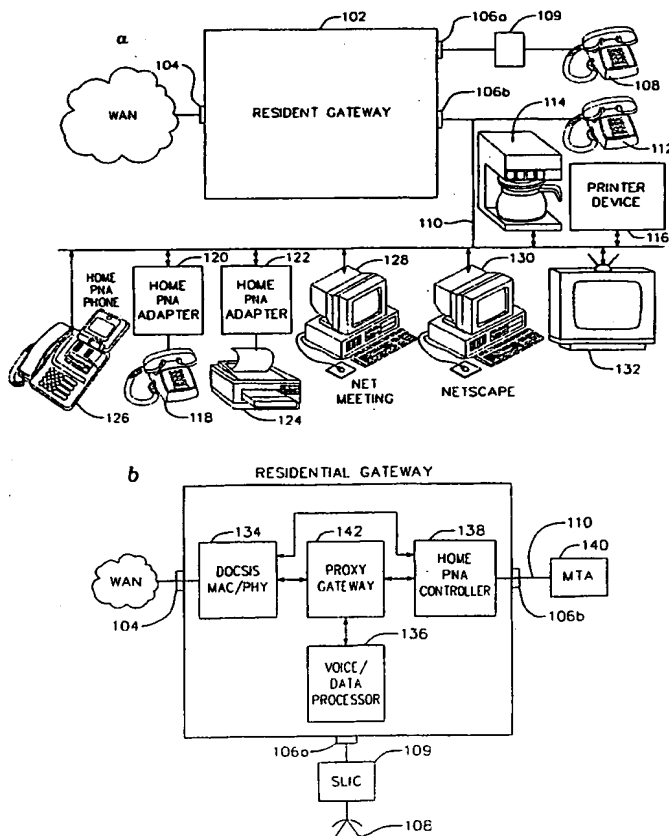 a
102
106a
109
104
WAN
RESIDENT GATEWAY
108
106b
114
112
PRINTER
DEVICE
110
116
120
122
128
130
HOME
PNA
PHONE
HOME
PNA
ADAPTER
HOME
PNA
ADAPTER
126
118
124
NET
MEETING
NETSCAPE
132
b
RESIDENTIAL GATEWAY
134
142
138
110
140
WAN
DOCSIS
MAC/PHY
PROXY
GATEWAY
HOME
PNA
CONTROLLER
MTA
104
106b
136
VOICE/
DATA
PROCESSOR
106a
109
SLIC
108